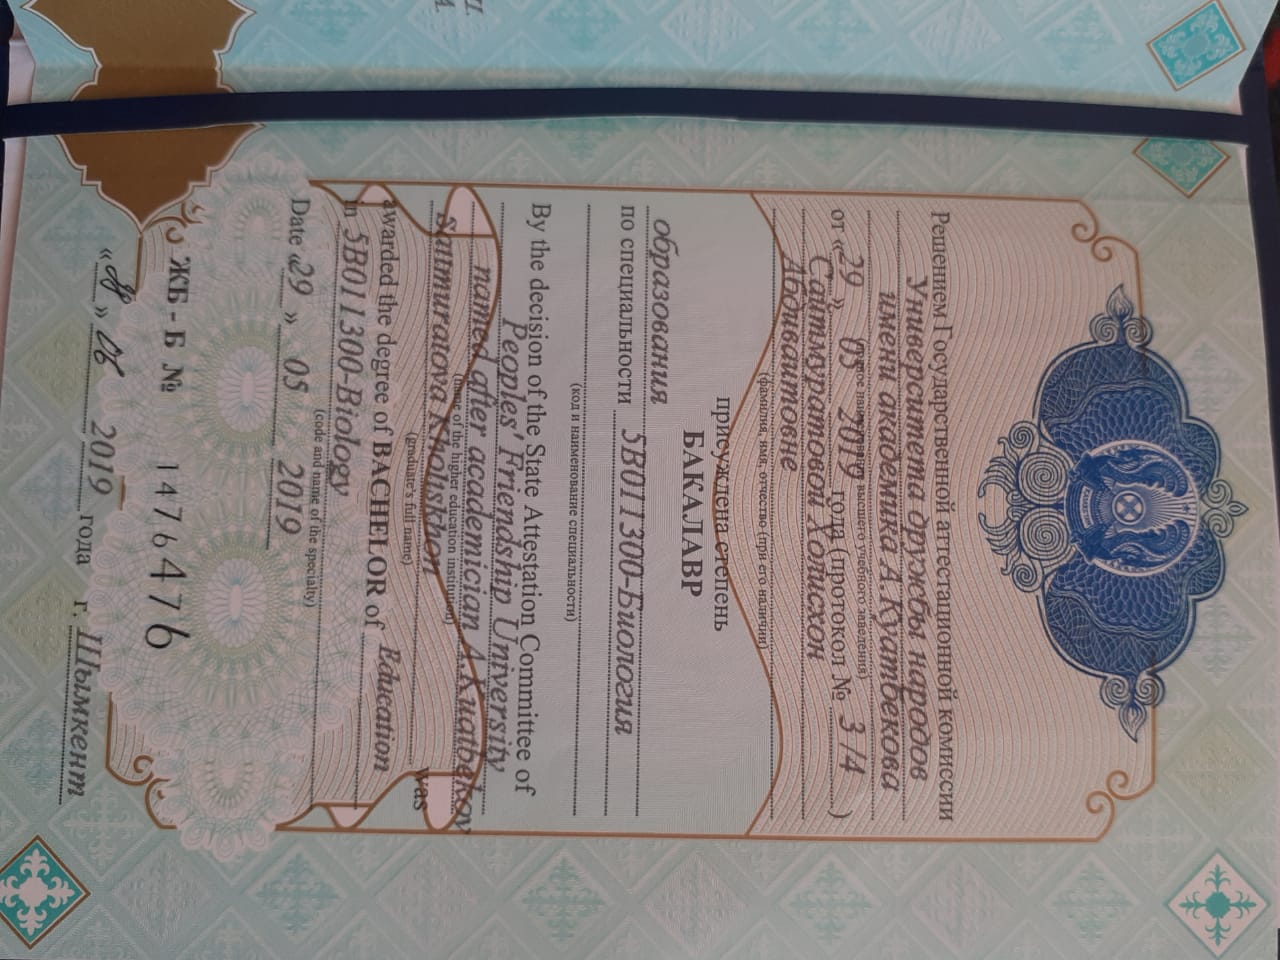 Решением Государственной аттестационной комиссии
Университета дружбы народов
имени академика А.Куатбекова
(полное наименование высшего учебного заведения)
от «29» 05 2019 года (протокол № 3 /4 )
Саитмуратовой Холисхон
Абдиваитовне
(фамилия, имя, отчество (при его наличии)
присуждена степень
БАКАЛАВР
образования
по специальности 5В011300-Биология
(код и наименование специальности)
By the decision of the State Attestation Committee of
Peoples' Friendship University
named after academician A.Kuatbekov
(name of the higher education institution)
Saitmuratova Kholiskhon was
(graduate's full name)
awarded the degree of BACHELOR of Education
in 5B011300-Biology
(code and name of the specialty)
Date «29» 05 2019
ЖБ - Б № 1476476
06 2019 года г. Шымкент